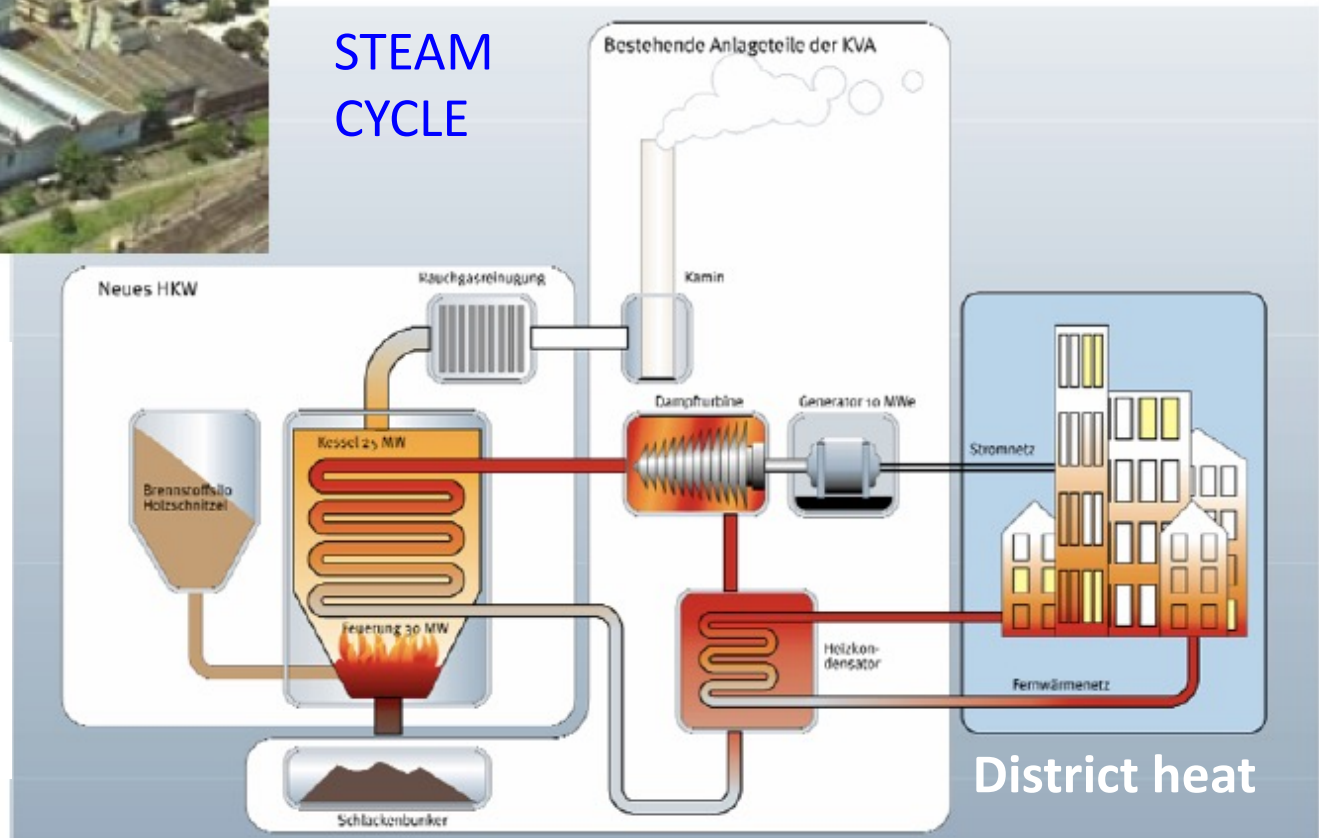 STEAM
CYCLE
Bestehende Anlageteile der KVA
Neues HKW
Rauchgasreinugung
Kamin
Dampfturbine
Generator 10 MWe
Kessel 25 MW
Stromnetz
Brennstoffsilo
Holzschnitzel
Feuerung 30 MW
Heizkon-
densator
Fernwärmenetz
District heat
Schlackenbunker